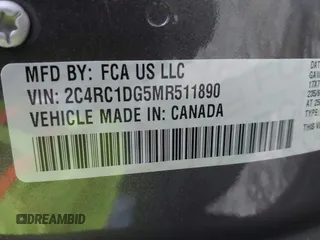 MFD BY: FCA US LLC
VIN: 2C4RC1DG5MR511890
VEHICLE MADE IN: CANADA
DREAMBID